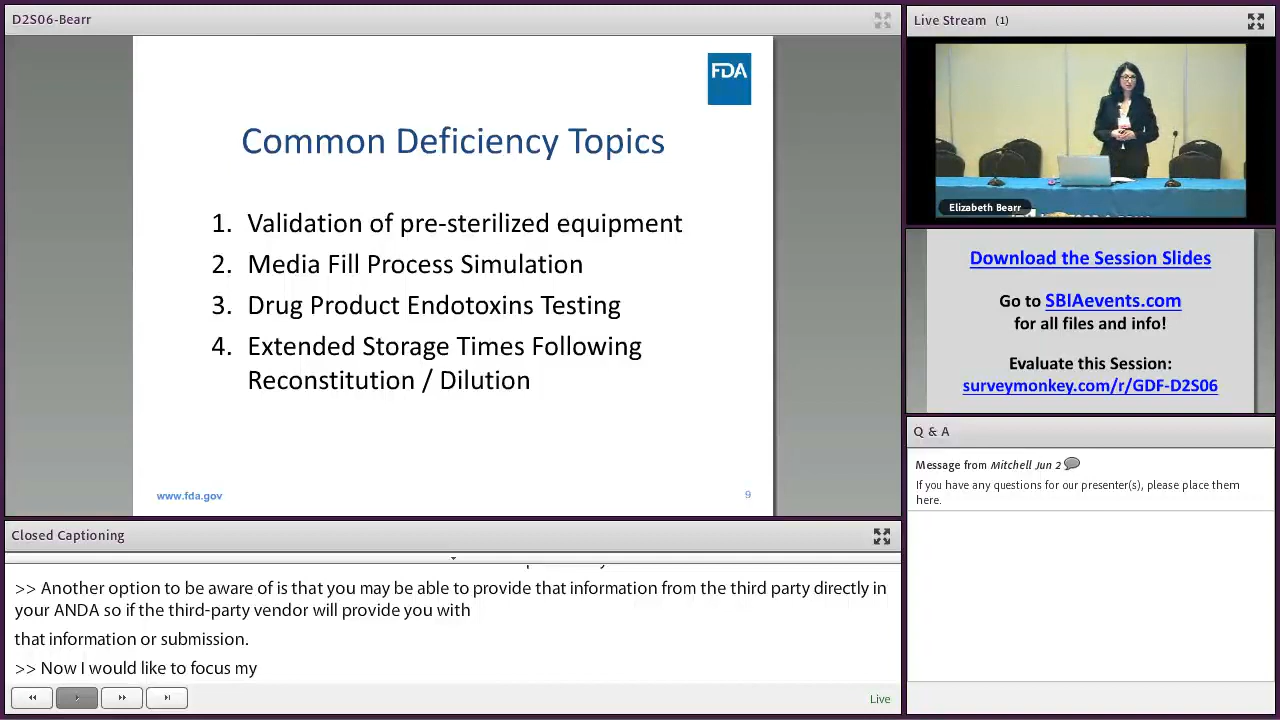 D2S06-Bearr
FDA
Common Deficiency Topics
1. Validation of pre-sterilized equipment
2. Media Fill Process Simulation
3. Drug Product Endotoxins Testing
4. Extended Storage Times Following
Reconstitution / Dilution
www.fda.gov
9
Live Stream (1)
Elizabeth Bearr
Download the Session Slides
Go to SBIAevents.com
for all files and info!
Evaluate this Session:
surveymonkey.com/r/GDF-D2S06
Q & A
Message from Mitchell Jun 2
If you have any questions for our presenter(s), please place them
here.
Closed Captioning
>> Another option to be aware of is that you may be able to provide that information from the third party directly in
your ANDA so if the third-party vendor will provide you with
that information or submission.
>> Now I would like to focus my
Live